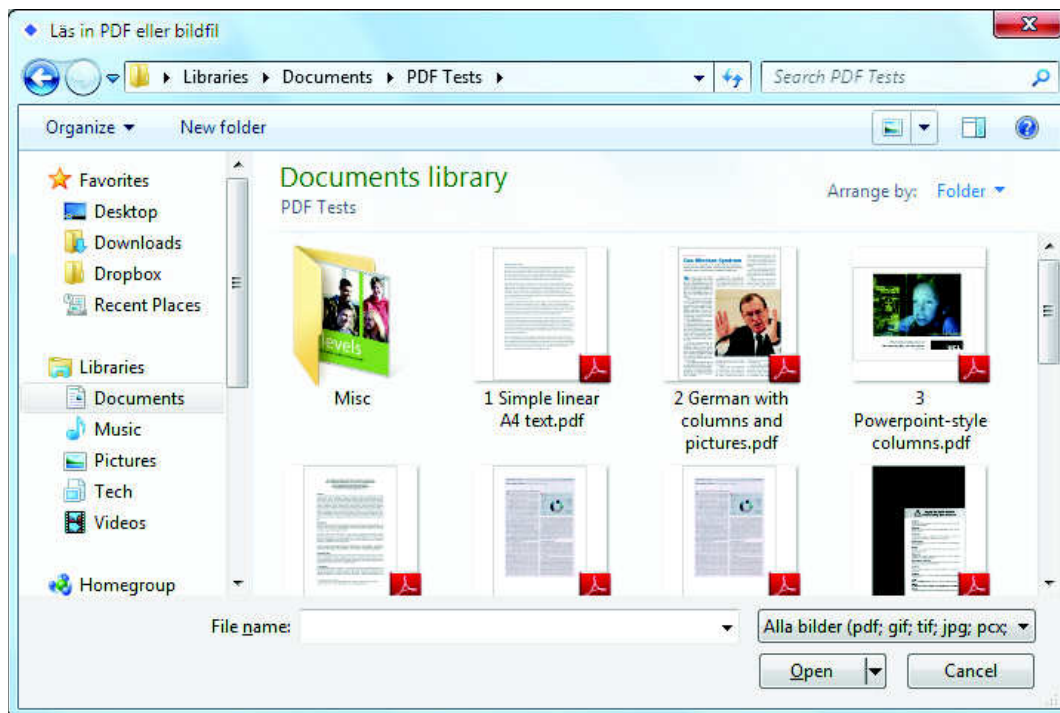 Läs in PDF eller bildfil
Libraries Documents PDF Tests
Search PDF Tests
Organize
New folder
Favorites
Desktop
Downloads
Dropbox
Recent Places
Libraries
Documents
Music
Pictures
Tech
Videos
Homegroup
Documents library
PDF Tests
Arrange by: Folder
levels
Misc
1 Simple linear
A4 text.pdf
2 German with
columns and
pictures.pdf
3
Powerpoint-style
columns.pdf
File name:
Alla bilder (pdf; gif; tif; jpg; pcx;
Open
Cancel